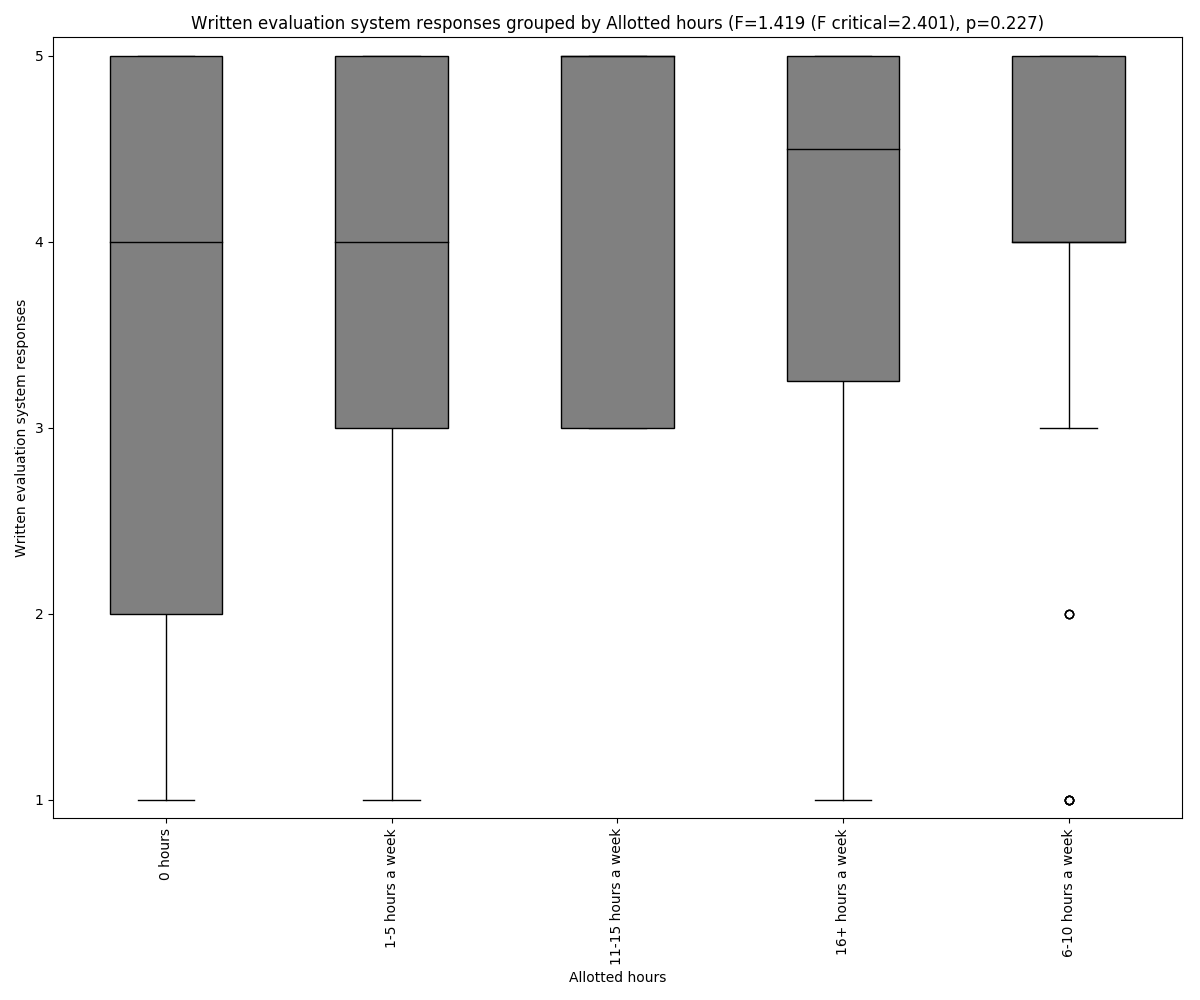 Written evaluation system responses grouped by Allotted hours (F=1.419 (F critical=2.401), p=0.227)
Written evaluation system responses
5
4
3
2
1
0 hours
1-5 hours a week
11-15 hours a week
16+ hours a week
6-10 hours a week
Allotted hours